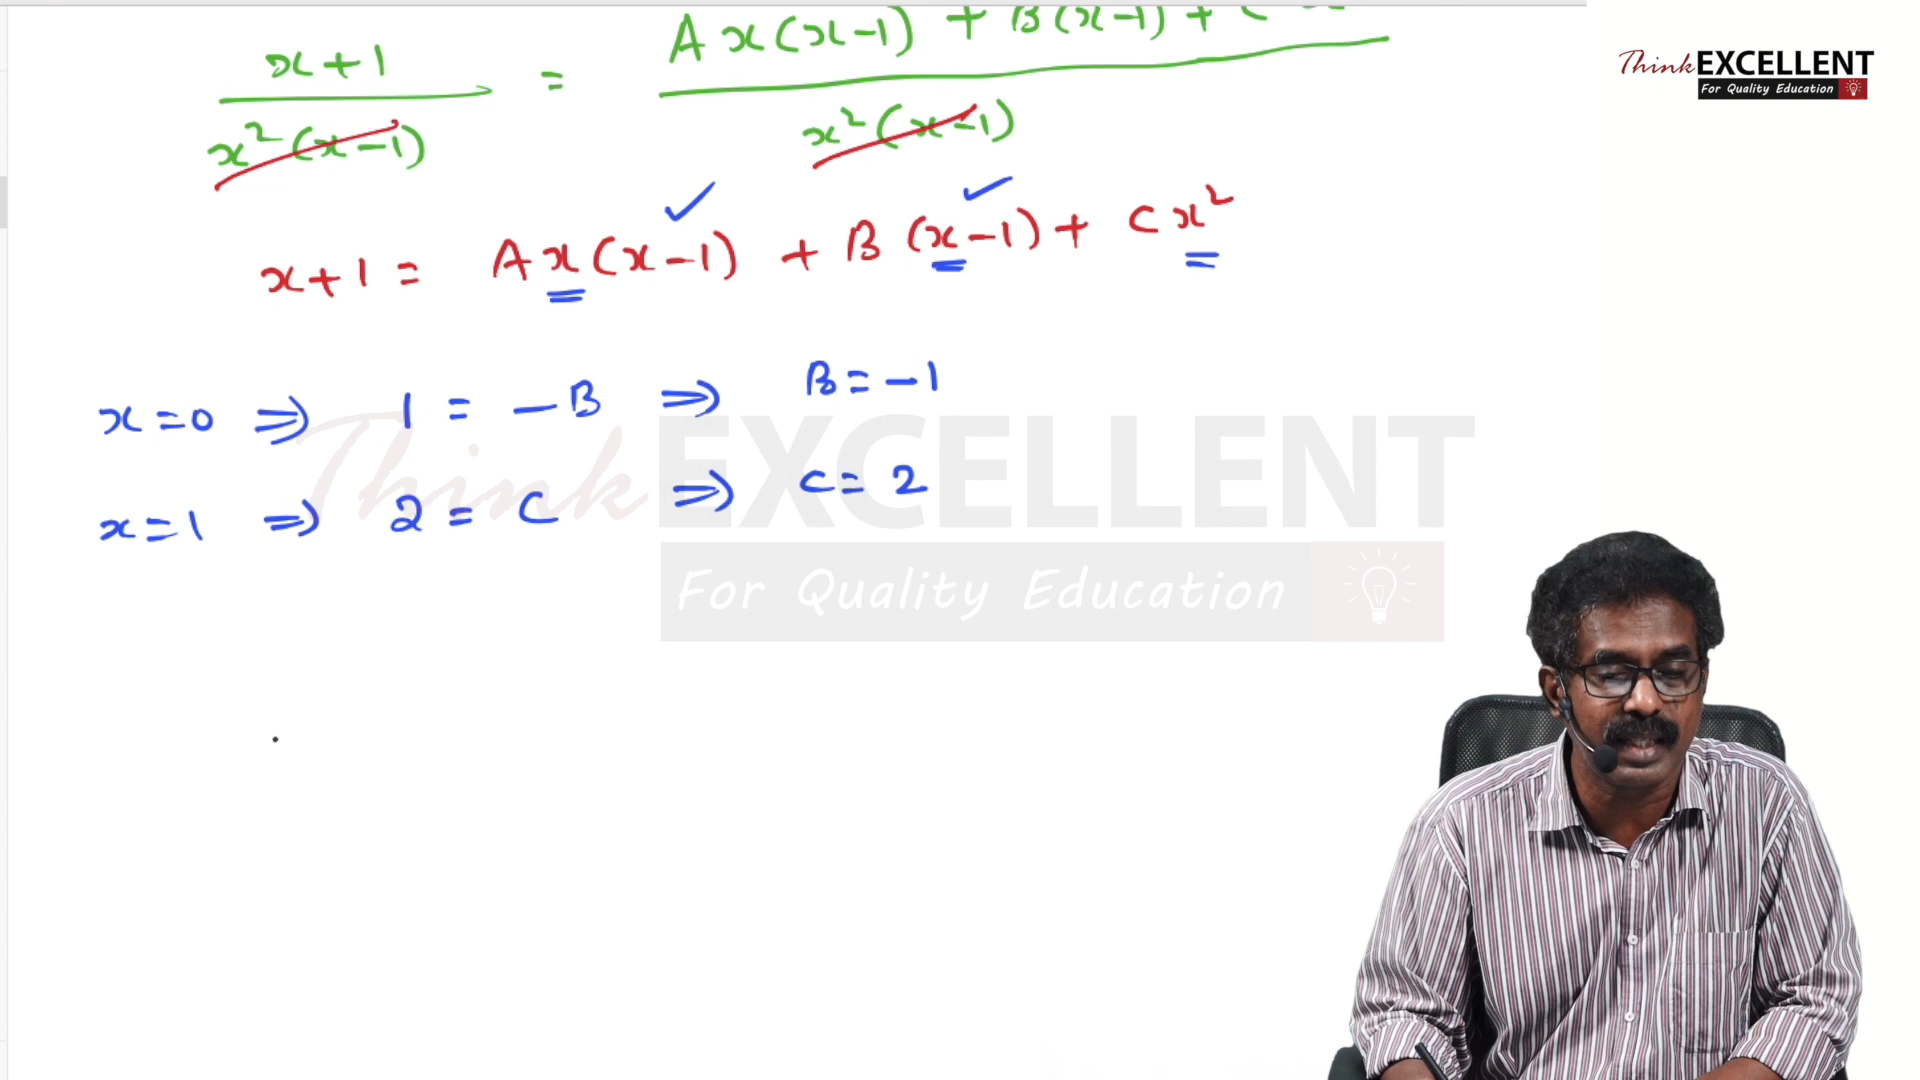 x+1 / x²(x-1) = Ax(x-1) + B(x-1) + C / x²(x-1)
Think EXCELLENT
For Quality Education
x+1 = Ax(x-1) + B(x-1) + Cx²
x=0 ⇒ 1 = -B ⇒ B = -1
x=1 ⇒ 2 = C ⇒ C = 2
Think EXCELLENT
For Quality Education